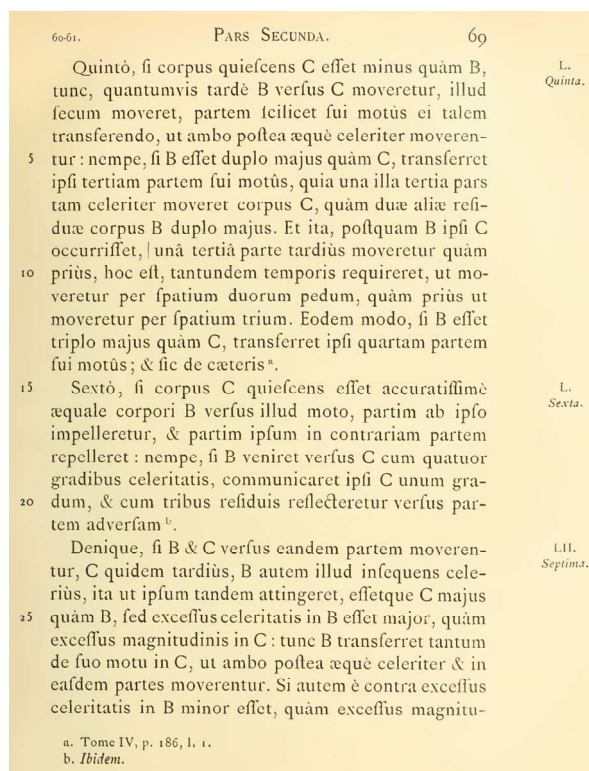 60-61. PARS SECUNDA. 69
Quintò, ſi corpus quieſcens C eſſet minus quàm B,
L.
Quinta.
tunc, quantumvis tardè B verſus C moveretur, illud
ſecum moveret, partem ſcilicet ſui motûs ei talem
transferendo, ut ambo poſtea æquè celeriter moveren-
5 tur : nempe, ſi B eſſet duplo majus quàm C, transferret
ipſi tertiam partem ſui motûs, quia una illa tertia pars
tam celeriter moveret corpus C, quàm duæ aliæ reſi-
duæ corpus B duplo majus. Et ita, poſtquam B ipſi C
occurriſſet, | unâ tertiâ parte tardiùs moveretur quàm
10 priùs, hoc eſt, tantundem temporis requireret, ut mo-
veretur per ſpatium duorum pedum, quàm priùs ut
moveretur per ſpatium trium. Eodem modo, ſi B eſſet
triplo majus quàm C, transferret ipſi quartam partem
ſui motûs ; & ſic de cæteris a.
15 Sextò, ſi corpus C quieſcens eſſet accuratiſſimè
L.
Sexta.
æquale corpori B verſus illud moto, partim ab ipſo
impelleretur, & partim ipſum in contrariam partem
repelleret : nempe, ſi B veniret verſus C cum quatuor
gradibus celeritatis, communicaret ipſi C unum gra-
20 dum, & cum tribus reſiduis reflecteretur verſus par-
tem adverſam b.
Denique, ſi B & C verſus eandem partem moveren-
LII.
Septima.
tur, C quidem tardiùs, B autem illud inſequens cele-
riùs, ita ut ipſum tandem attingeret, eſſetque C majus
25 quàm B, ſed exceſſus celeritatis in B eſſet major, quàm
exceſſus magnitudinis in C : tunc B transferret tantum
de ſuo motu in C, ut ambo poſtea æquè celeriter & in
eaſdem partes moverentur. Si autem è contra exceſſus
celeritatis in B minor eſſet, quàm exceſſus magnitu-
a. Tome IV, p. 186, l. 1.
b. Ibidem.